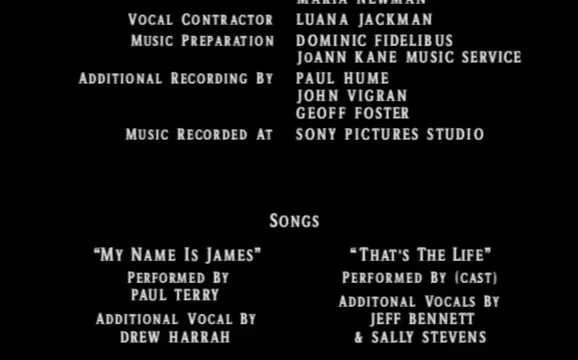 MARIA NEWMAN
VOCAL CONTRACTOR LUANA JACKMAN
MUSIC PREPARATION DOMINIC FIDELIBUS
JOANN KANE MUSIC SERVICE
ADDITIONAL RECORDING BY PAUL HUME
JOHN VIGRAN
GEOFF FOSTER
MUSIC RECORDED AT SONY PICTURES STUDIO
SONGS
"MY NAME IS JAMES"
PERFORMED BY
PAUL TERRY
ADDITIONAL VOCAL BY
DREW HARRAH
"THAT'S THE LIFE"
PERFORMED BY (CAST)
ADDITONAL VOCALS BY
JEFF BENNETT
& SALLY STEVENS